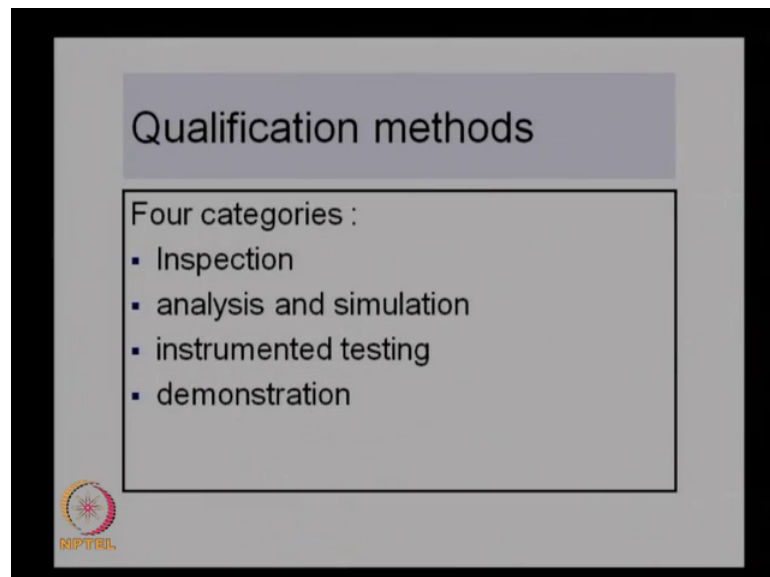 Qualification methods
Four categories :
▪ Inspection
▪ analysis and simulation
▪ instrumented testing
▪ demonstration
NPTEL